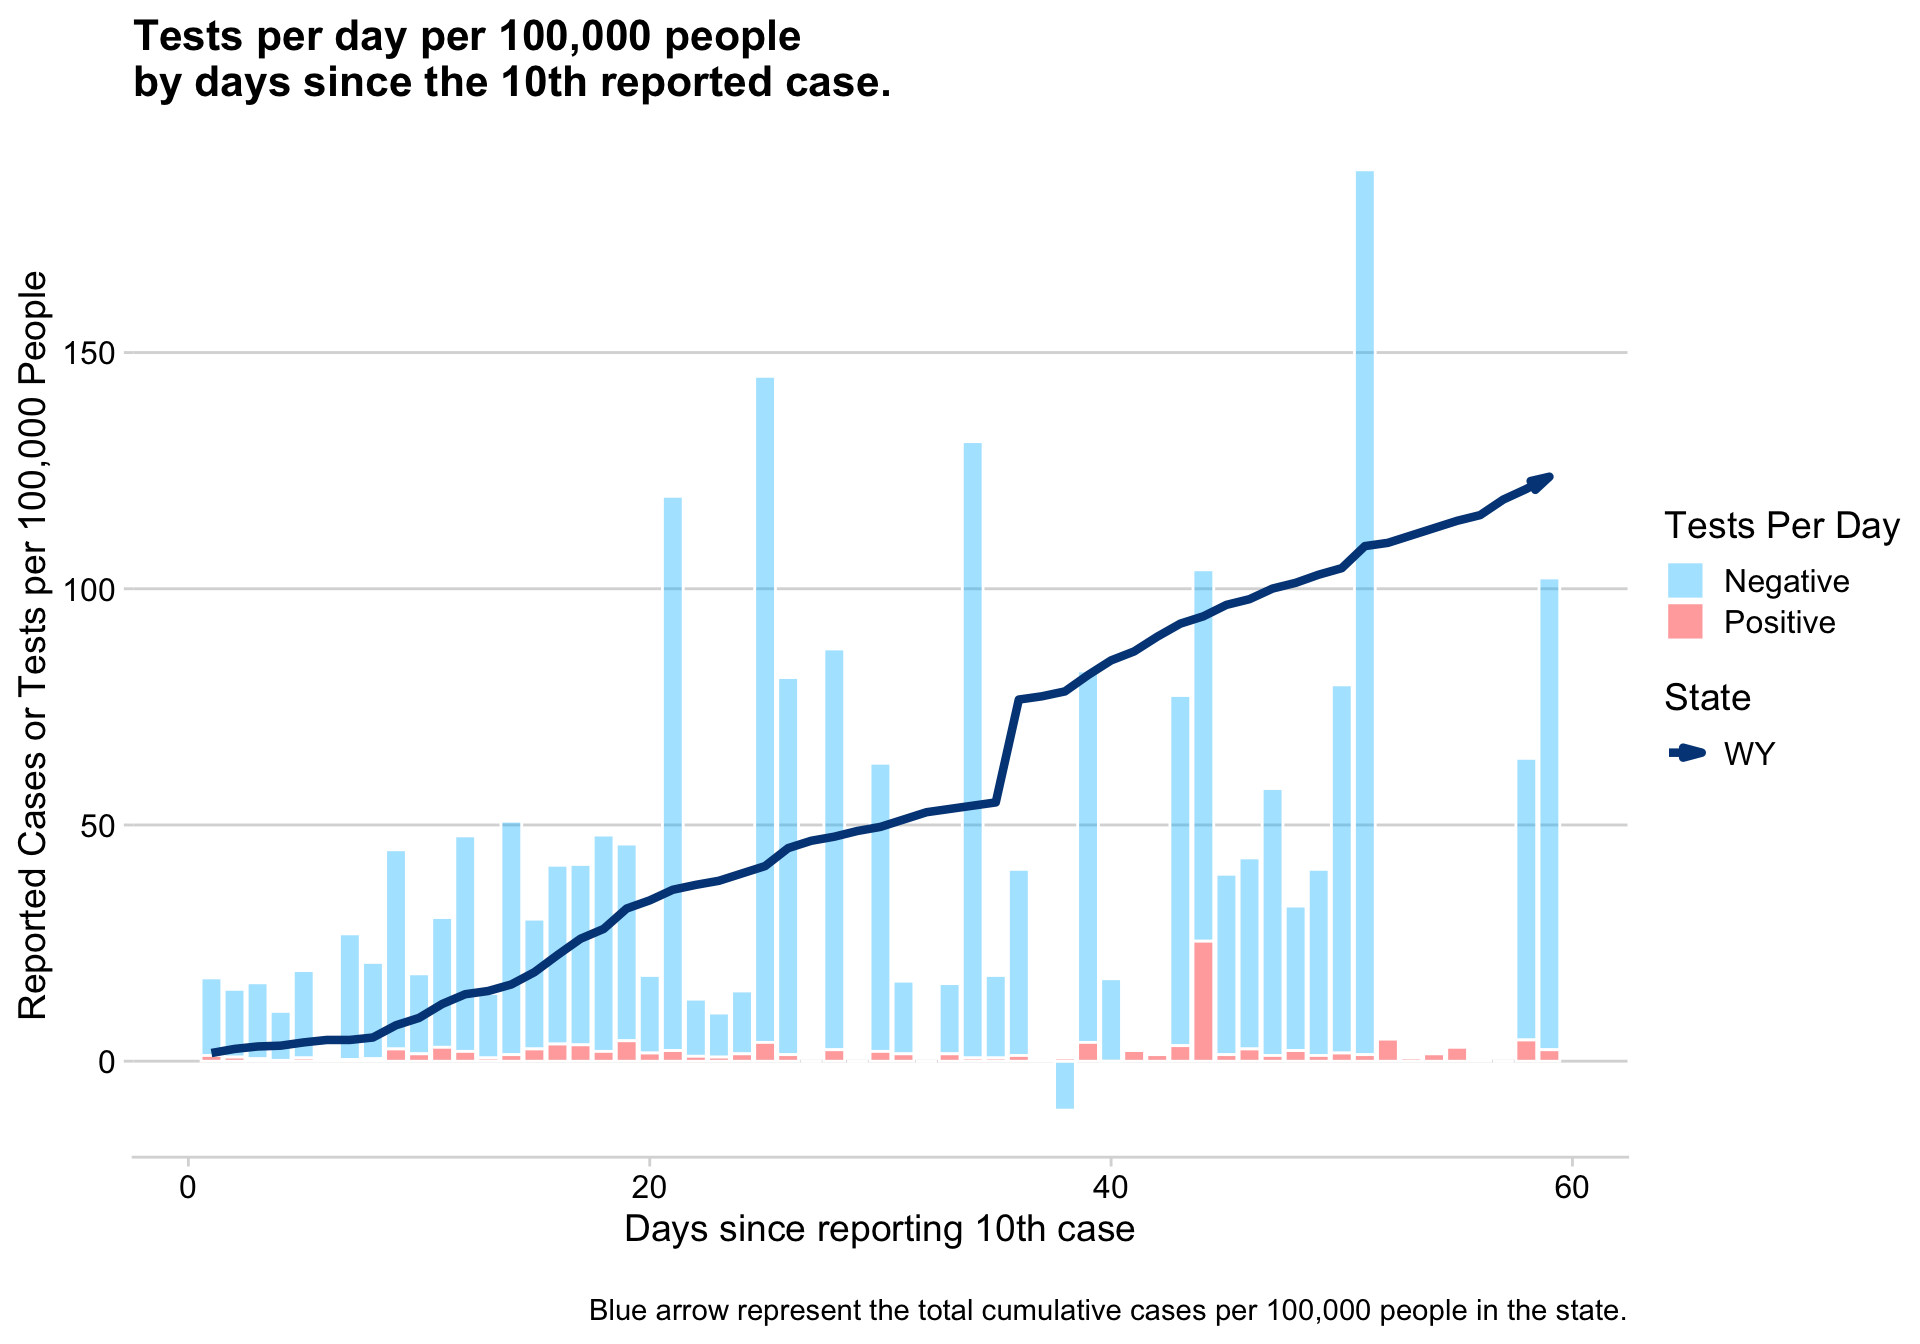 Tests per day per 100,000 people
by days since the 10th reported case.
Reported Cases or Tests per 100,000 People
150
100
50
0
0
20
40
60
Days since reporting 10th case
Tests Per Day
Negative
Positive
State
WY
Blue arrow represent the total cumulative cases per 100,000 people in the state.